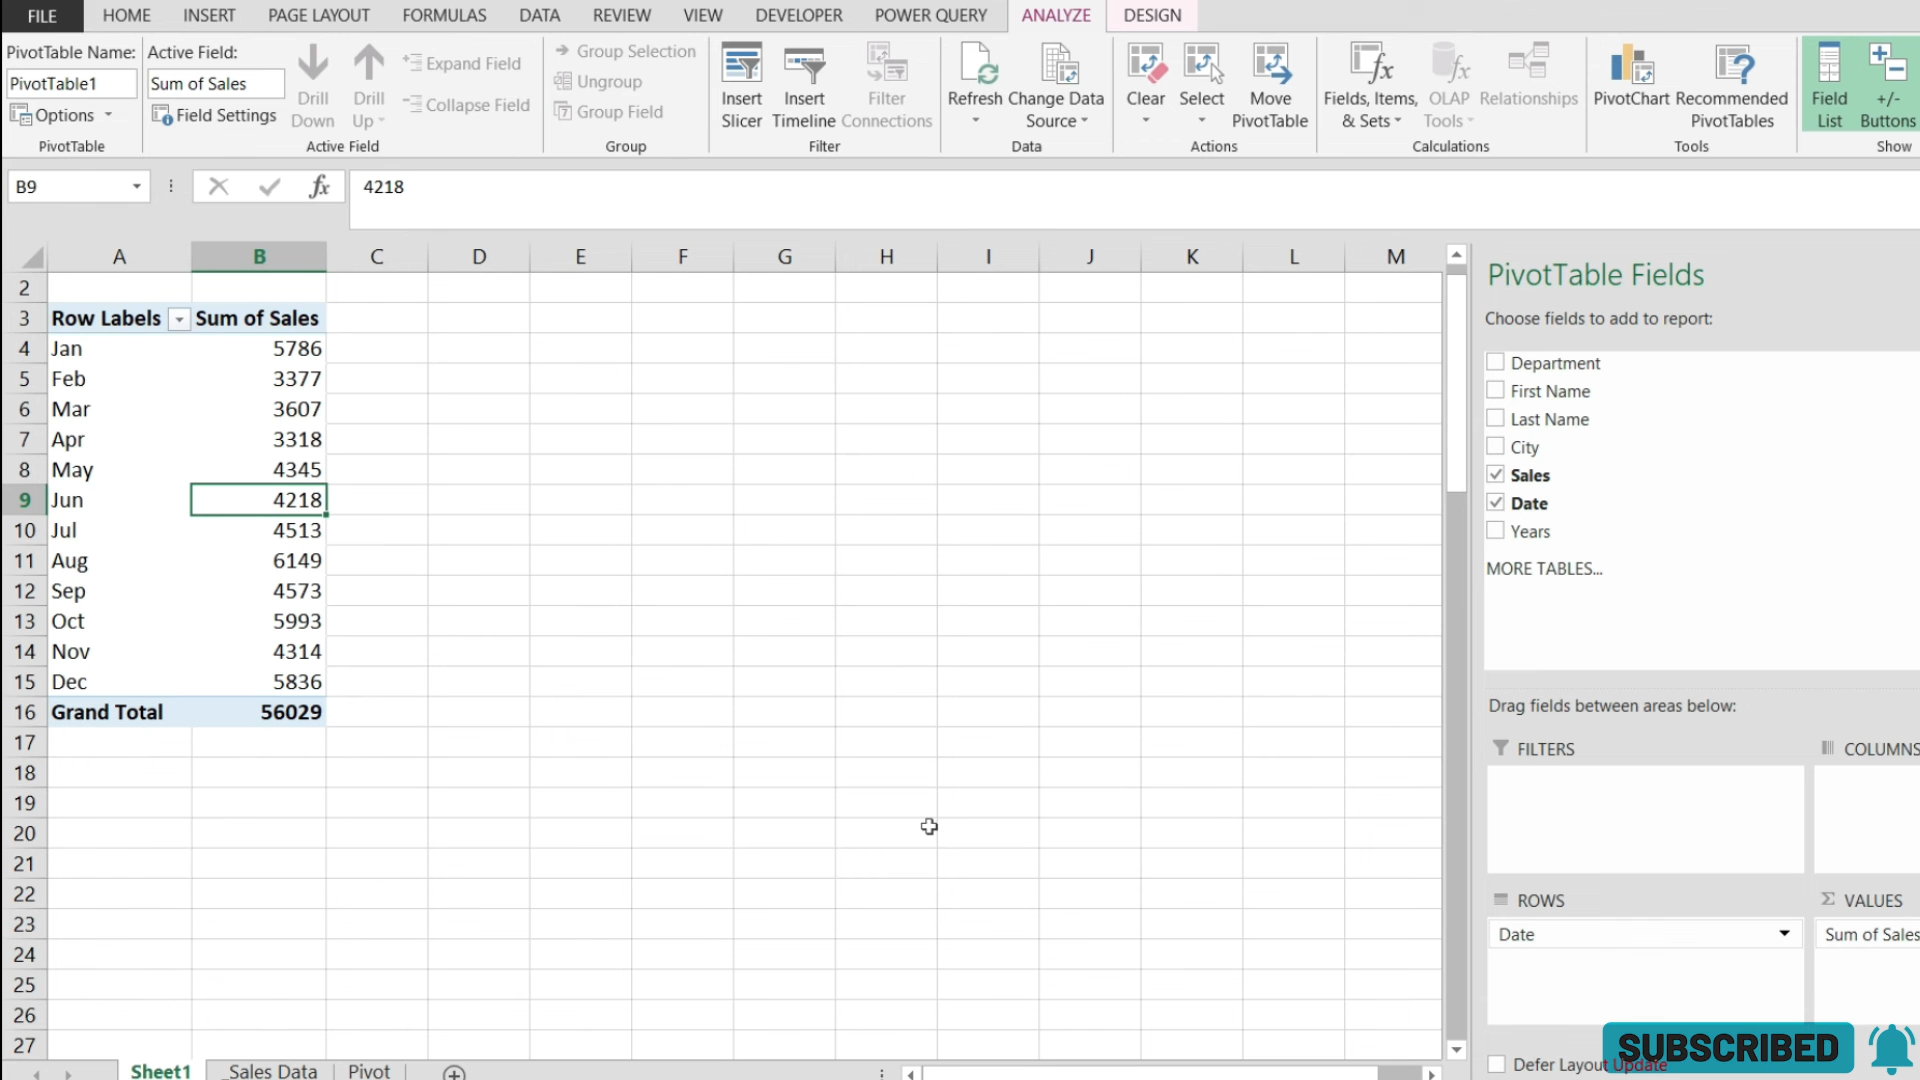 FILE HOME INSERT PAGE LAYOUT FORMULAS DATA REVIEW VIEW DEVELOPER POWER QUERY ANALYZE DESIGN
PivotTable Name:
PivotTable1
Options
PivotTable
Active Field:
Sum of Sales
Field Settings
Drill Down
Drill Up
Expand Field
Collapse Field
Active Field
Group Selection
Ungroup
Group Field
Group
Insert Slicer
Insert Timeline
Filter Connections
Filter
Refresh
Change Data Source
Data
Clear
Select
Move PivotTable
Actions
Fields, Items, & Sets
OLAP Tools
Relationships
Calculations
PivotChart
Recommended PivotTables
Tools
Field List
+/- Buttons
Show
B9 fx 4218
A B C D E F G H I J K L M
2
3 Row Labels Sum of Sales
4 Jan 5786
5 Feb 3377
6 Mar 3607
7 Apr 3318
8 May 4345
9 Jun 4218
10 Jul 4513
11 Aug 6149
12 Sep 4573
13 Oct 5993
14 Nov 4314
15 Dec 5836
16 Grand Total 56029
17
18
19
20
21
22
23
24
25
26
27
Sheet1 _Sales Data Pivot
PivotTable Fields
Choose fields to add to report:
Department
First Name
Last Name
City
Sales
Date
Years
MORE TABLES...
Drag fields between areas below:
FILTERS
COLUMNS
ROWS
Date
Σ VALUES
Sum of Sales
Defer Layout Update
SUBSCRIBED